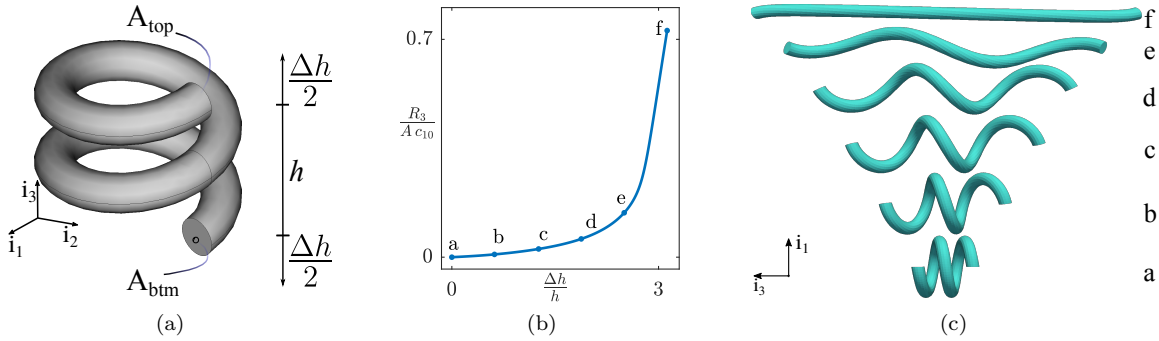 A_top
Δh/2
h
i_3
i_1
i_2
Δh/2
A_btm
(a)
0.7
R_3/A c_10
0
a
b
c
d
e
f
0
Δh/h
3
(b)
f
e
d
c
b
a
i_1
i_3
(c)